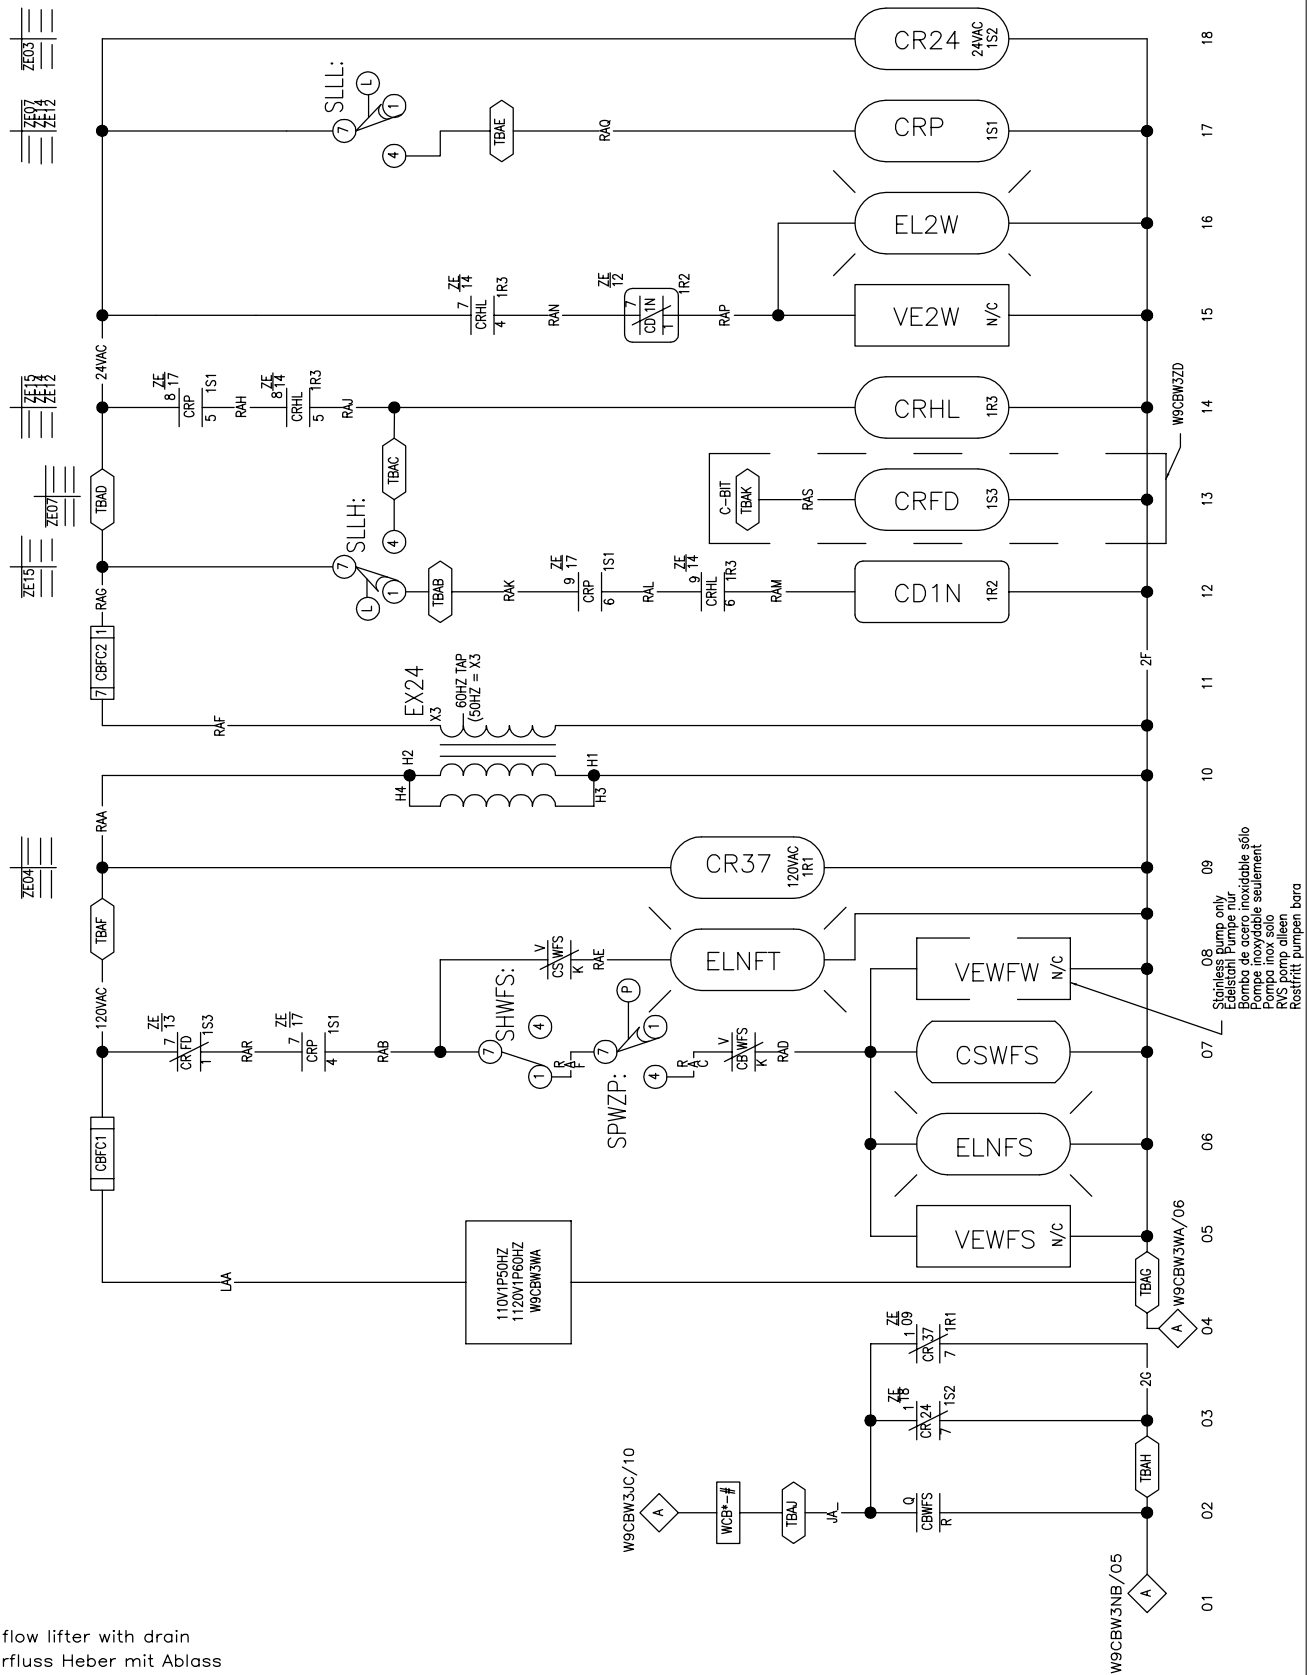 ZE03
ZE07
ZE14
ZE12
ZE15
ZE14
ZE12
ZE07
ZE15
ZE04
CR24
24VAC
1S2
18
SLLL:
7
L
1
4
TBAE
RAQ
CRP
1S1
17
EL2W
16
24VAC
ZE
14
7
CRHL
4
1R3
RAN
ZE
12
7
CD1N
1
1R2
RAP
VE2W
N/C
15
ZE
17
8
CRP
5
1S1
RAH
ZE
14
8
CRHL
5
1R3
RAJ
TBAC
4
CRHL
1R3
14
W9CBW3ZD
TBAD
C-BIT
TBAK
RAS
CRFD
1S3
13
SLLH:
7
L
1
TBAB
RAK
ZE
17
9
CRP
6
1S1
RAL
ZE
14
9
CRHL
6
1R3
RAM
CD1N
1R2
12
RAG
7 CBFC2 1
RAF
EX24
X3
60HZ TAP
(50HZ = X3
2F
11
RAA
H2
H4
H1
H3
10
CR37
120VAC
1R1
09
TBAF
V
CSWFS
K
RAE
ELNFT
VEWFW
N/C
08
Stainless pump only
Edelstahl Pumpe nur
Bomba de acero inoxidable sólo
Pompe inoxydable seulement
Pompa inox solo
RVS pomp alleen
Rostfritt pumpen bara
120VAC
ZE
13
7
CRFD
1
1S3
RAR
ZE
17
7
CRP
4
1S1
RAB
SHWFS:
7
4
1
RAF
SPWZP:
7
P
1
4
RAC
V
CBWFS
K
RAD
CSWFS
07
CBFC1
ELNFS
06
VEWFS
N/C
05
LAA
110V1P50HZ
1120V1P60HZ
W9CBW3WA
TBAG
A
W9CBW3WA/06
04
ZE
09
1
CR37
7
1R1
2G
ZE
18
1
CR24
7
1S2
03
W9CBW3JC/10
A
WCB*-#
TBAJ
JA_
Q
CBWFS
R
TBAH
02
W9CBW3NB/05
A
01
flow lifter with drain
rfluss Heber mit Ablass